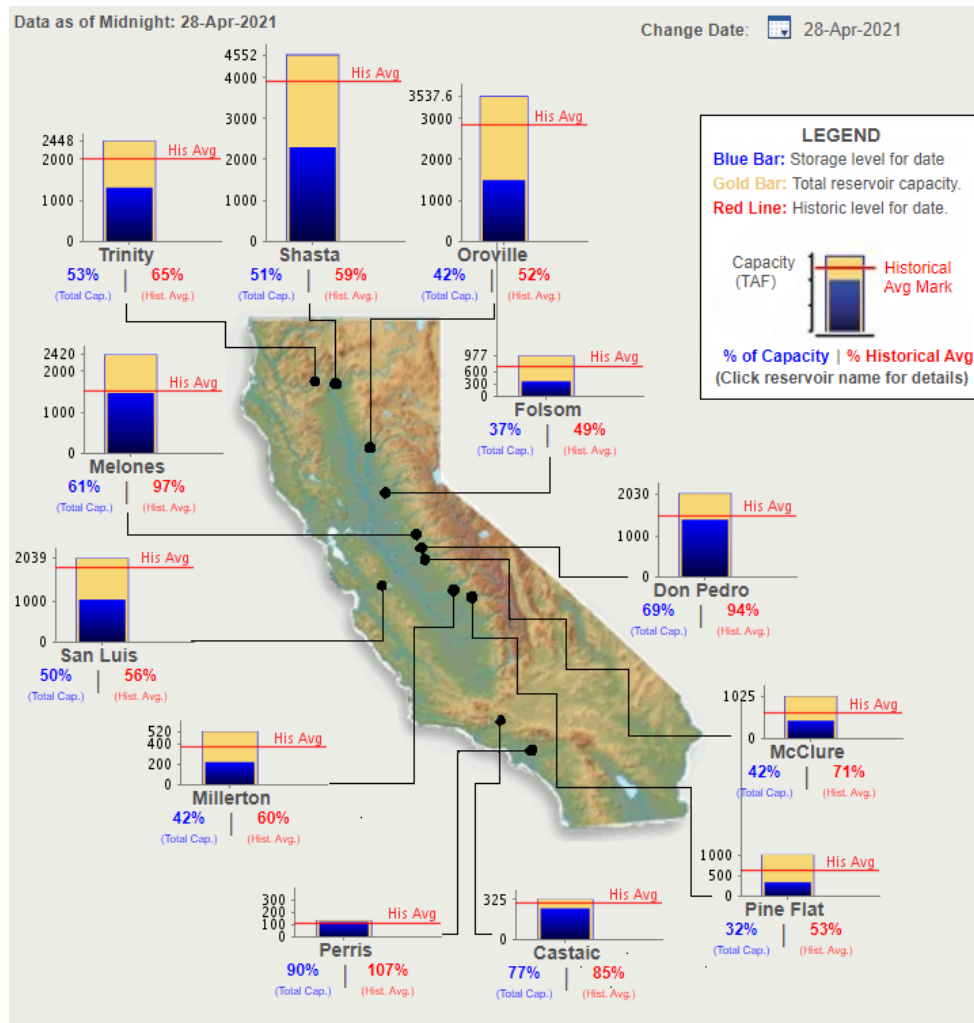 Data as of Midnight: 28-Apr-2021
Change Date: 28-Apr-2021
2448
2000
1000
0
His Avg
Trinity
53% | 65%
(Total Cap.) (Hist. Avg.)
4552
4000
3000
2000
1000
0
His Avg
Shasta
51% | 59%
(Total Cap.) (Hist. Avg.)
3537.6
3000
2000
1000
0
His Avg
Oroville
42% | 52%
(Total Cap.) (Hist. Avg.)
LEGEND
Blue Bar: Storage level for date
Gold Bar: Total reservoir capacity.
Red Line: Historic level for date.
Capacity
(TAF)
Historical
Avg Mark
% of Capacity | % Historical Avg
(Click reservoir name for details)
2420
2000
1000
0
His Avg
Melones
61% | 97%
(Total Cap.) (Hist. Avg.)
977
600
300
0
His Avg
Folsom
37% | 49%
(Total Cap.) (Hist. Avg.)
2030
1000
0
His Avg
Don Pedro
69% | 94%
(Total Cap.) (Hist. Avg.)
2039
1000
0
His Avg
San Luis
50% | 56%
(Total Cap.) (Hist. Avg.)
1025
0
His Avg
McClure
42% | 71%
(Total Cap.) (Hist. Avg.)
520
400
200
0
His Avg
Millerton
42% | 60%
(Total Cap.) (Hist. Avg.)
1000
500
0
His Avg
Pine Flat
32% | 53%
(Total Cap.) (Hist. Avg.)
300
200
100
0
His Avg
Perris
90% | 107%
(Total Cap.) (Hist. Avg.)
325
0
His Avg
Castaic
77% | 85%
(Total Cap.) (Hist. Avg.)